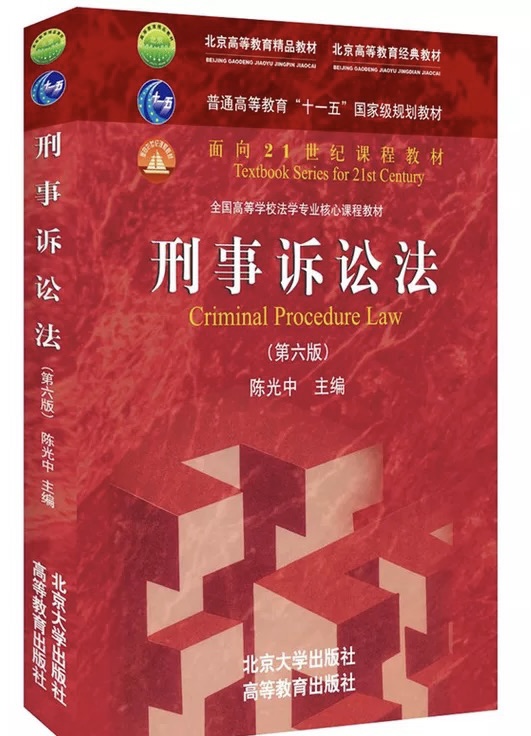 北京高等教育精品教材 北京高等教育经典教材
BEIJING GAODENG JIAOYU JINGPIN JIAOCAI BEIJING GAODENG JIAOYU JINGDIAN JIAOCAI
十一五
普通高等教育“十一五”国家级规划教材
面向21世纪课程教材
Textbook Series for 21st Century
全国高等学校法学专业核心课程教材
刑事诉讼法
Criminal Procedure Law
(第六版)
陈光中 主编
北京大学出版社
高等教育出版社
十一五
刑事诉讼法
(第六版)
陈光中 主编
北京大学出版社
高等教育出版社